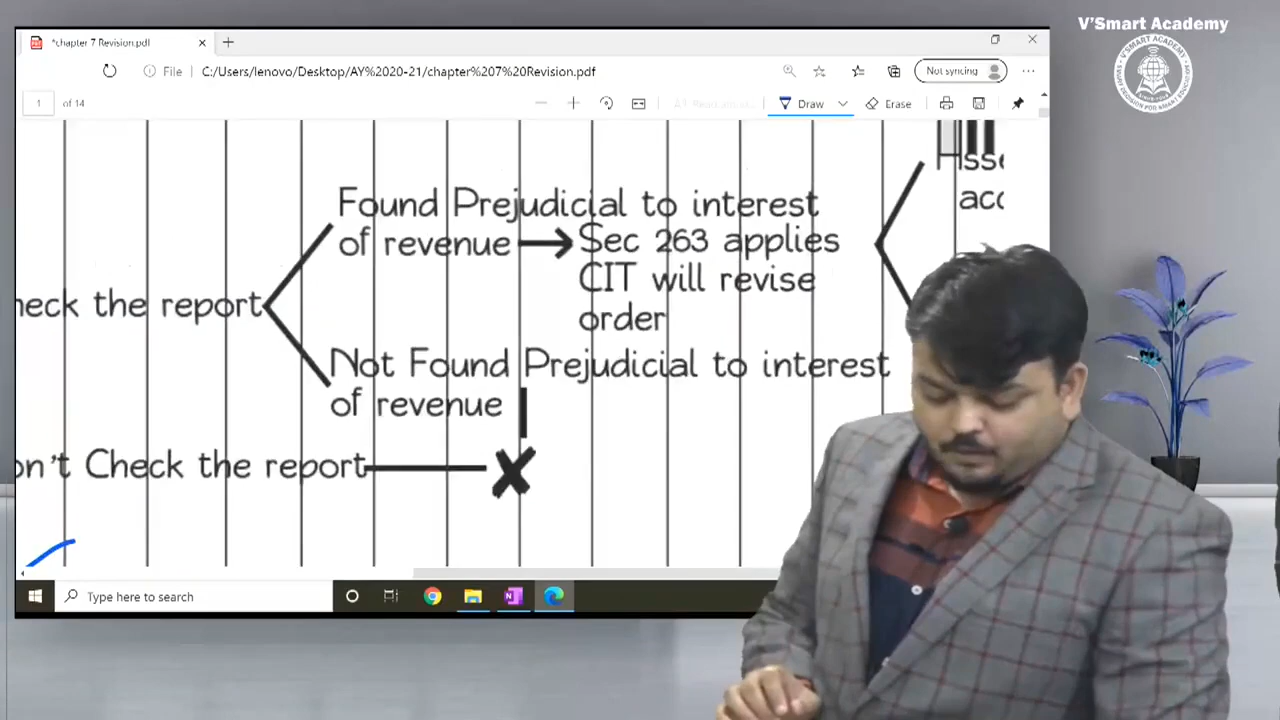 V'Smart Academy
*chapter 7 Revision.pdf
File C:/Users/leno /Desktop/AY%2020-21/chapter%207%20Revision.pdf Not syncing
1 of 14 Draw Erase
Found Prejudicial to interest
of revenue
Sec 263 applies
CIT will revise
order
heck the report
Not Found Prejudicial to interest
of revenue
on't Check the report
Type here to search